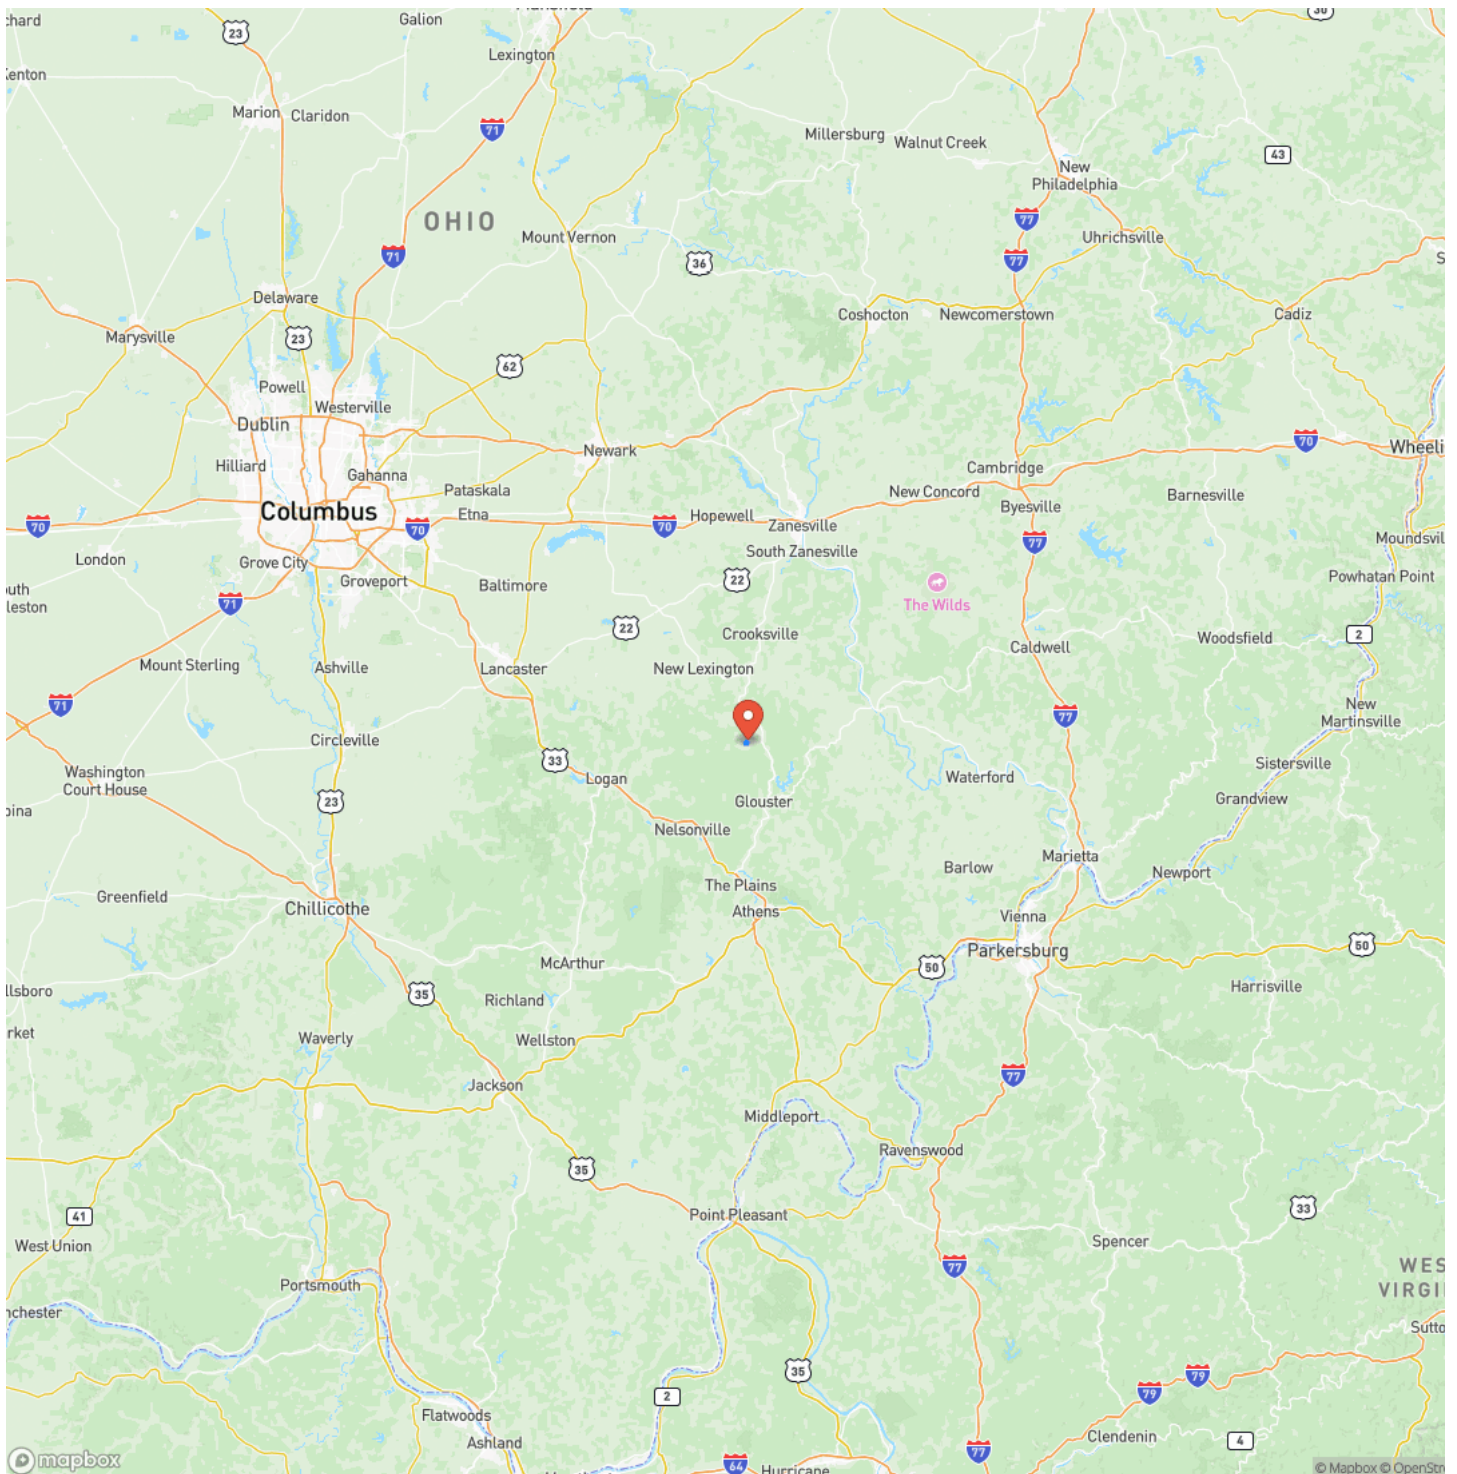 chard
Galion
Lexington
23
30
Kenton
Marion
Claridon
71
Millersburg
Walnut Creek
43
New
Philadelphia
OHIO
77
Mount Vernon
Uhrichsville
71
36
77
S
Delaware
Coshocton
Newcomerstown
Cadiz
Marysville
23
62
Powell
Westerville
Dublin
Newark
70
Wheeli
Hilliard
Gahanna
Cambridge
Pataskala
New Concord
Barnesville
Columbus
Etna
Hopewell
Byesville
70
70
70
Zanesville
77
Moundsvil
London
Grove City
South Zanesville
Groveport
Baltimore
22
The Wilds
Powhatan Point
outh
leston
71
22
Crooksville
2
Woodsfield
Caldwell
Mount Sterling
Ashville
Lancaster
New Lexington
71
77
New
Martinsville
Circleville
33
Washington
Court House
Logan
Waterford
Sistersville
bina
23
Glouster
Grandview
Nelsonville
Marietta
Barlow
Newport
The Plains
Greenfield
Chillicothe
Athens
Vienna
Parkersburg
50
McArthur
50
llsboro
35
Richland
Harrisville
rket
Waverly
Wellston
77
Jackson
Middleport
Ravenswood
35
41
Point Pleasant
33
West Union
Spencer
77
WES
VIRGI
Portsmouth
nchester
Sutto
35
79
2
79
Flatwoods
Clendenin
4
Ashland
77
64
Hurricane
mapbox
© Mapbox © OpenStre